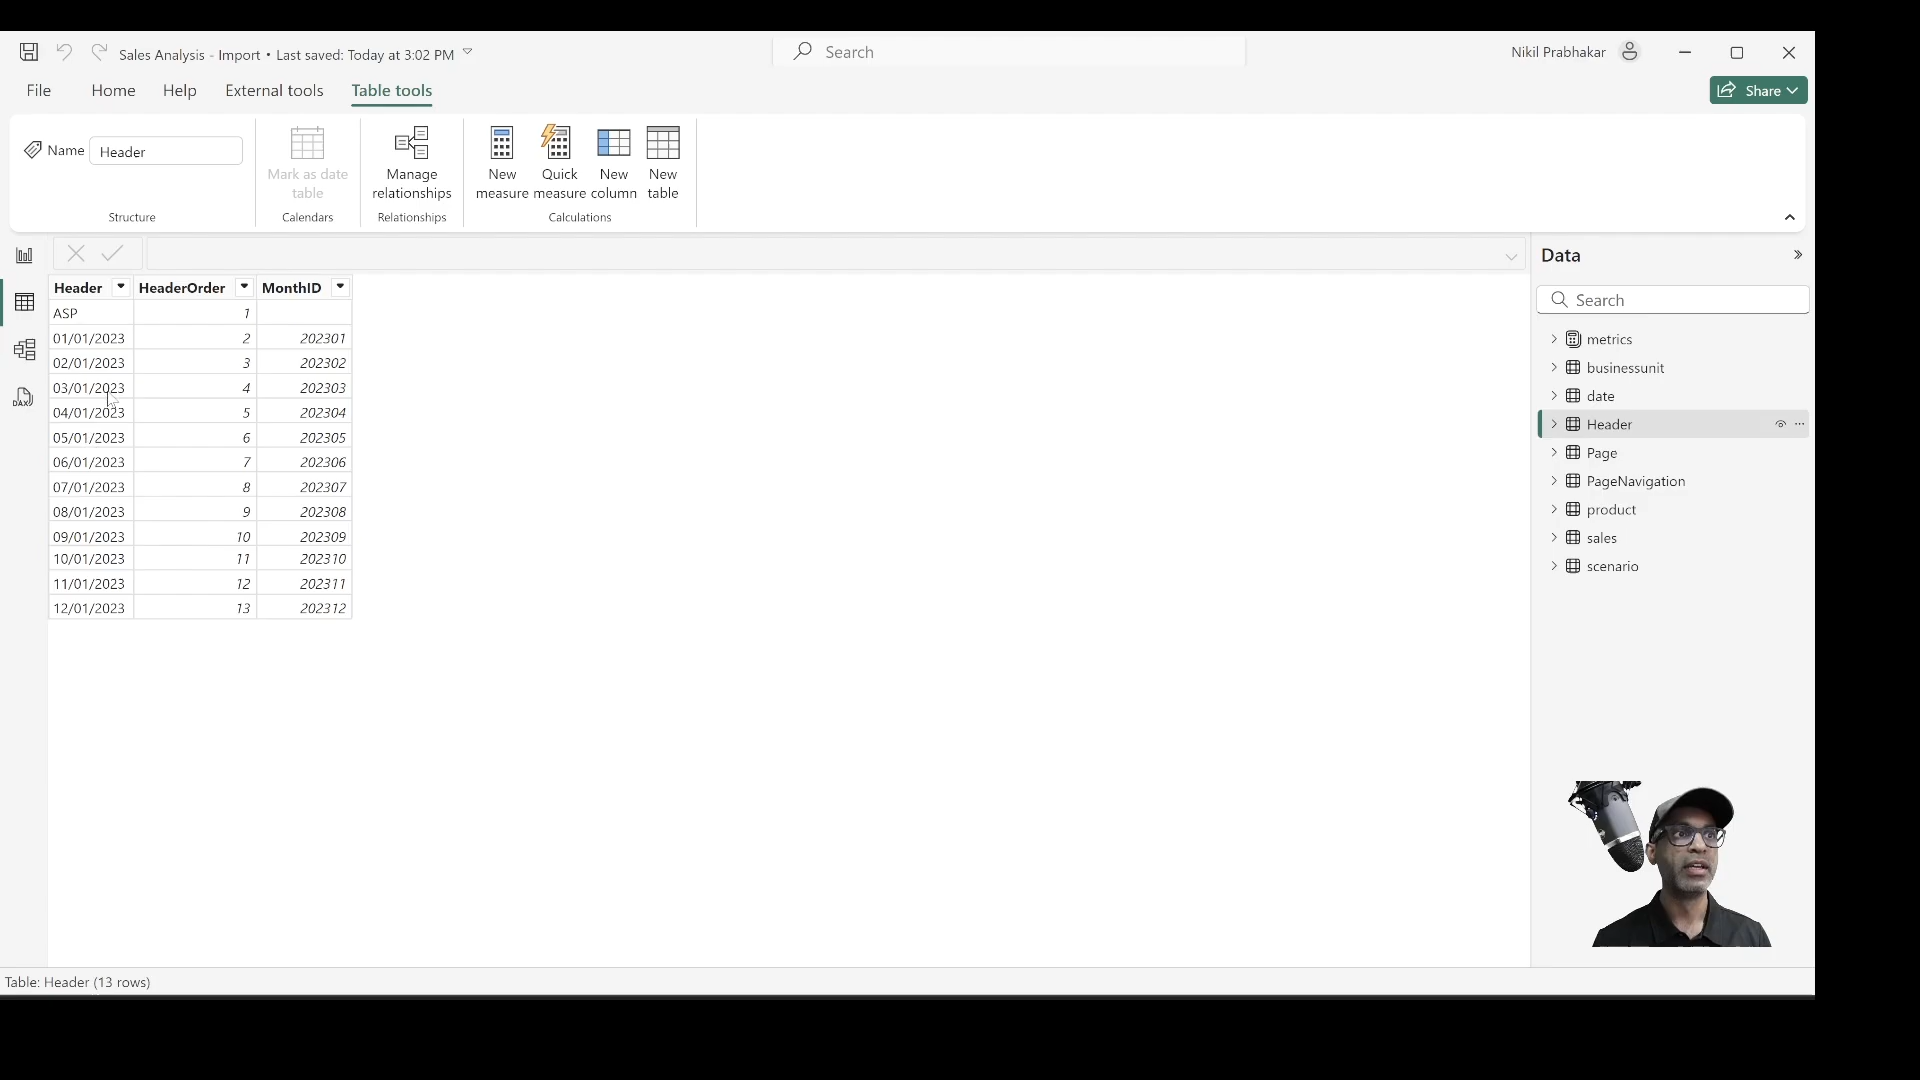 Sales Analysis - Import • Last saved: Today at 3:02 PM
Search
Nikil Prabhakar
File Home Help External tools Table tools
Share
Name Header
Structure
Mark as date
table
Calendars
Manage
relationships
Relationships
New
measure
Quick
measure
New
column
New
table
Calculations
Header HeaderOrder MonthID
ASP 1
01/01/2023 2 202301
02/01/2023 3 202302
03/01/2023 4 202303
04/01/2023 5 202304
05/01/2023 6 202305
06/01/2023 7 202306
07/01/2023 8 202307
08/01/2023 9 202308
09/01/2023 10 202309
10/01/2023 11 202310
11/01/2023 12 202311
12/01/2023 13 202312
DAX
Data
Search
metrics
businessunit
date
Header
Page
PageNavigation
product
sales
scenario
Table: Header (13 rows)